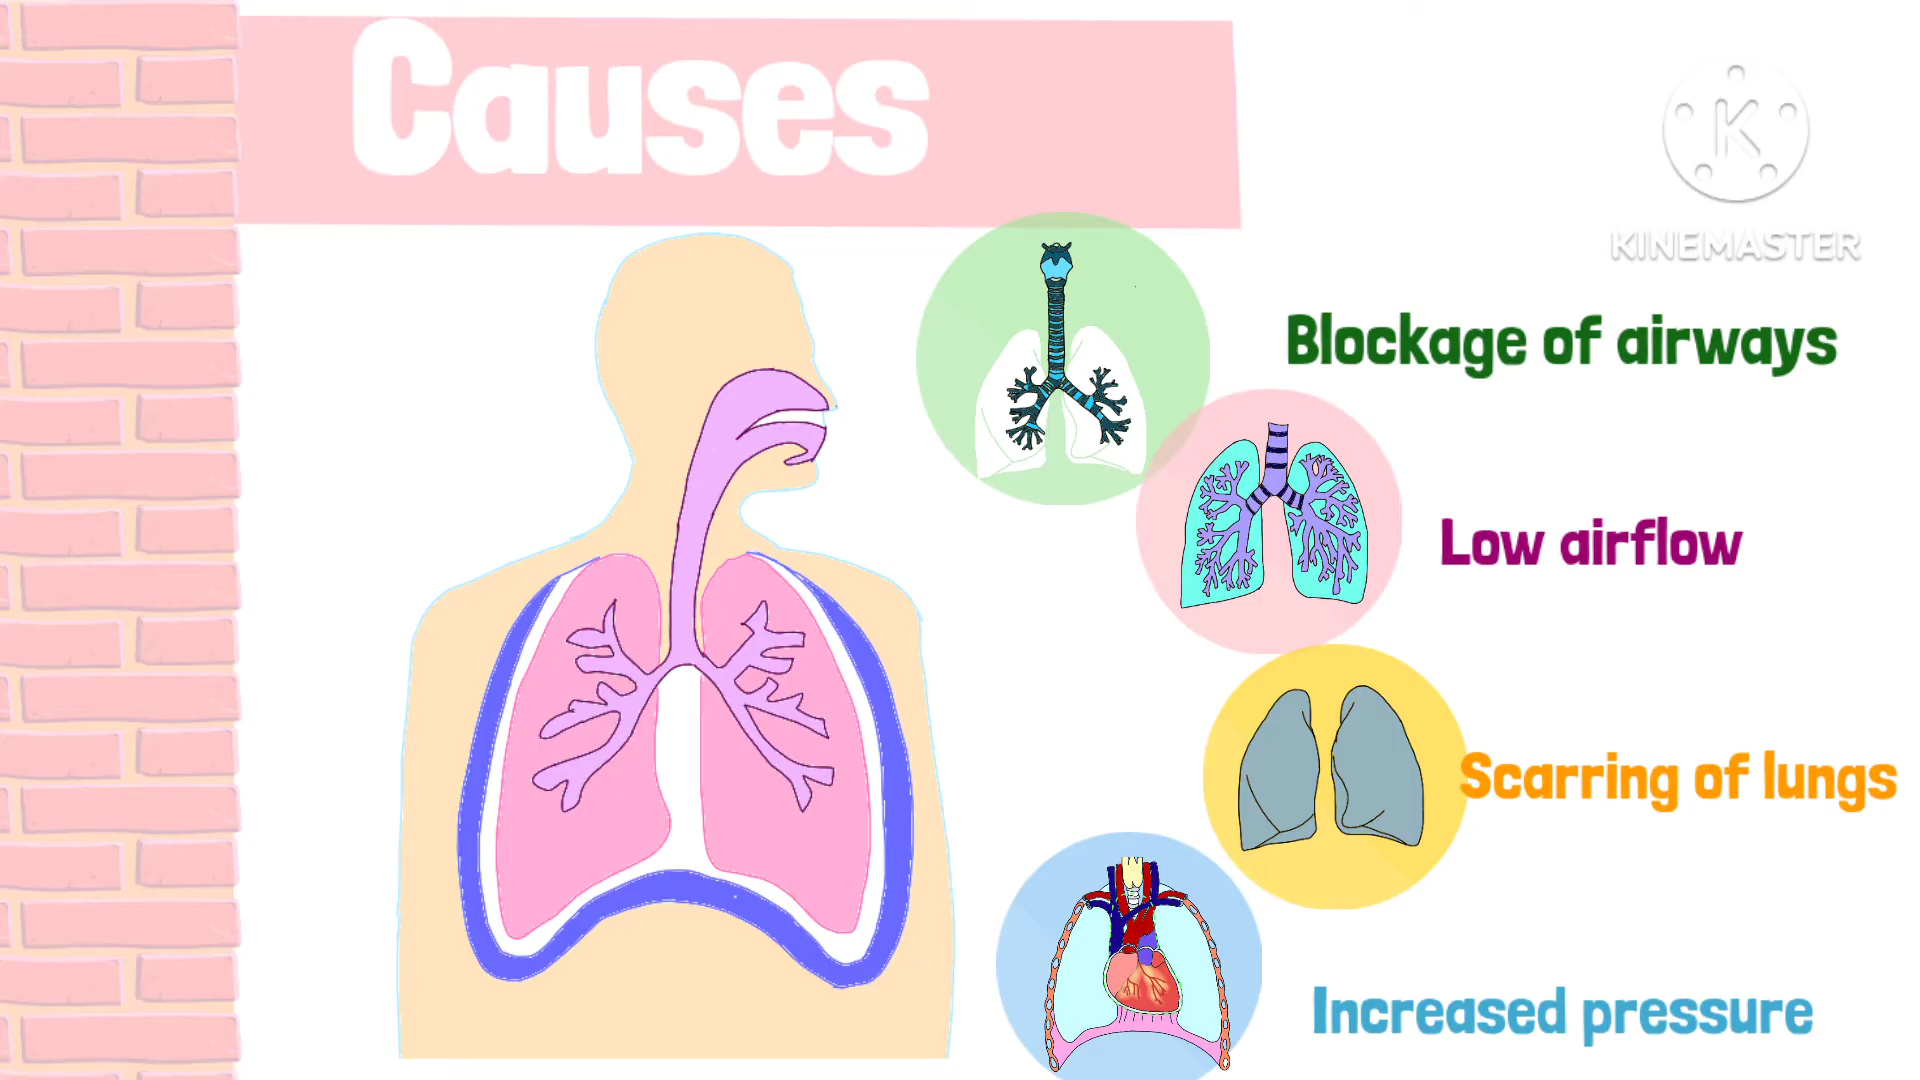 Causes
K
KINEMASTER
Blockage of airways
Low airflow
Scarring of lungs
Increased pressure